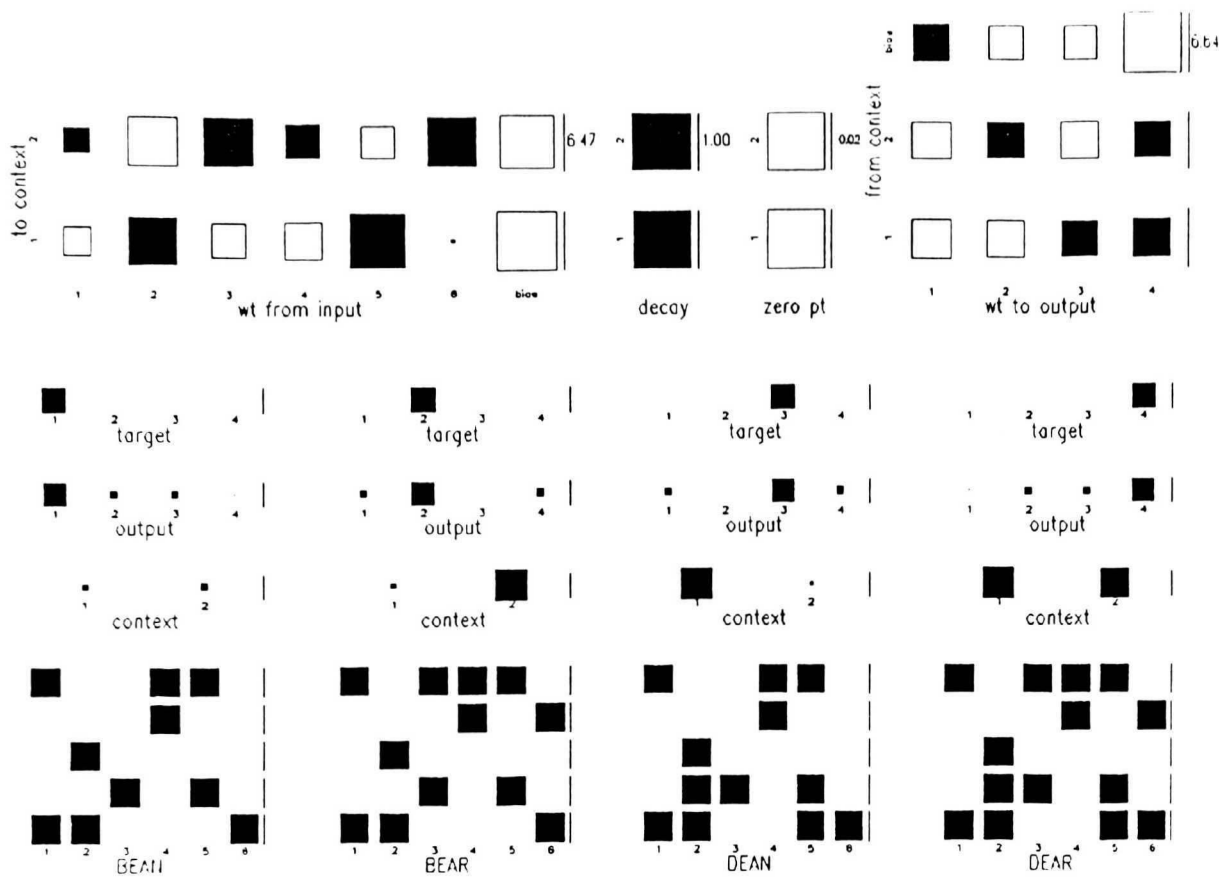 bias
6.64
to context
2
6.47
2
1.00
2
0.02
from context
2
1
1
1
1
1 2 3 4 5 6 bias
wt from input
decay
zero pt
1 2 3 4
wt to output
1 2 3 4
target
1 2 3 4
target
1 2 3 4
target
1 2 3 4
target
1 2 3 4
output
1 2 3 4
output
1 2 3 4
output
1 2 3 4
output
1 2
context
1 2
context
1 2
context
1 2
context
1 2 3 4 5 6
BEAN
1 2 3 4 5 6
BEAR
1 2 3 4 5 6
DEAN
1 2 3 4 5 6
DEAR